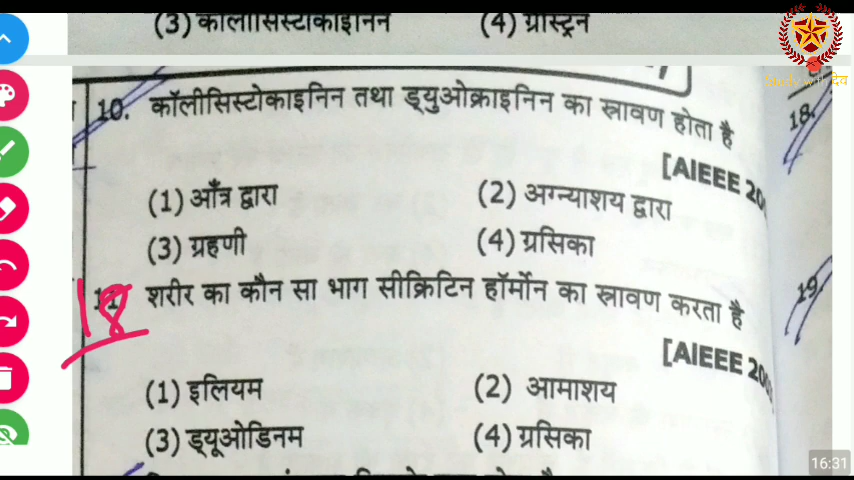 (3) कॉलीसिस्टोकाइनिन (4) ग्रास्ट्रिन
10. कॉलीसिस्टोकाइनिन तथा ड्युओक्राइनिन का स्त्रावण होता है
[AIEEE 200
(1) आँत्र द्वारा (2) अग्न्याशय द्वारा
(3) ग्रहणी (4) ग्रसिका
18
शरीर का कौन सा भाग सीक्रिटिन हॉर्मोन का स्त्रावण करता है
[AIEEE 200
(1) इलियम (2) आमाशय
(3) ड्यूओडिनम (4) ग्रसिका
18.
19
16:31